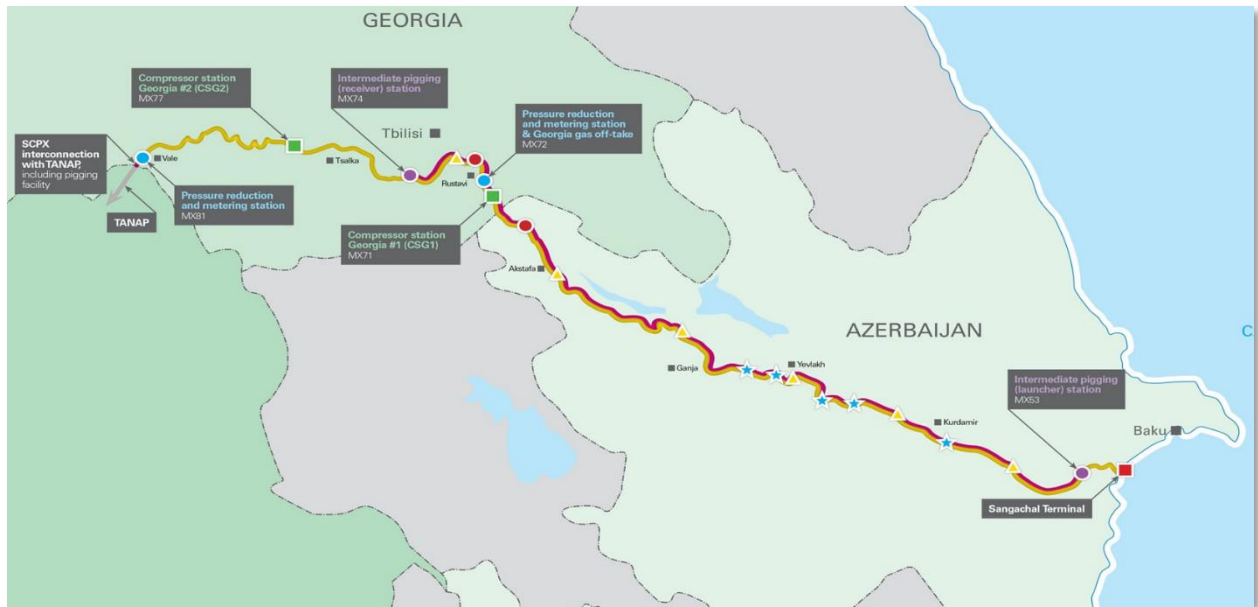 GEORGIA
Compressor station
Georgia #2 (CSG2)
MX77
Intermediate pigging
(receiver) station
MX74
Tbilisi
Pressure reduction
and metering station
& Georgia gas off-take
MX72
SCPX
interconnection
with TANAP,
including pigging
facility
Vale
Tsalka
Rustavi
Pressure reduction
and metering station
MX81
TANAP
Compressor station
Georgia #1 (CSG1)
MX71
Akstafa
AZERBAIJAN
C
Ganja
Yevlakh
Intermediate pigging
(launcher) station
MX53
Kurdamir
Baku
Sangachal Terminal